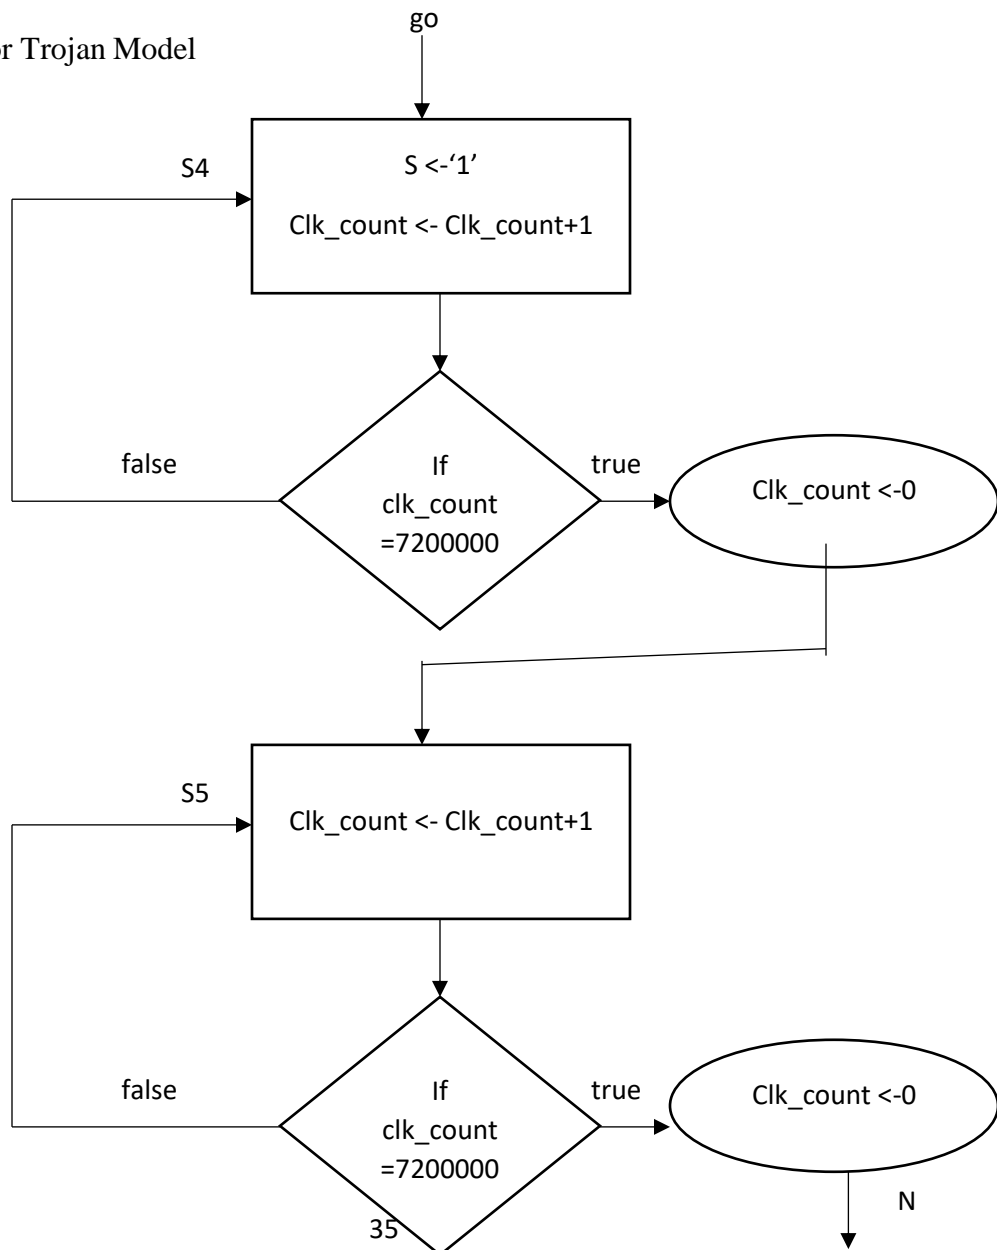 go
or Trojan Model
S4
S <-‘1’
Clk_count <- Clk_count+1
false
If
clk_count
=7200000
true
Clk_count <-0
S5
Clk_count <- Clk_count+1
false
If
clk_count
=7200000
true
Clk_count <-0
N
35